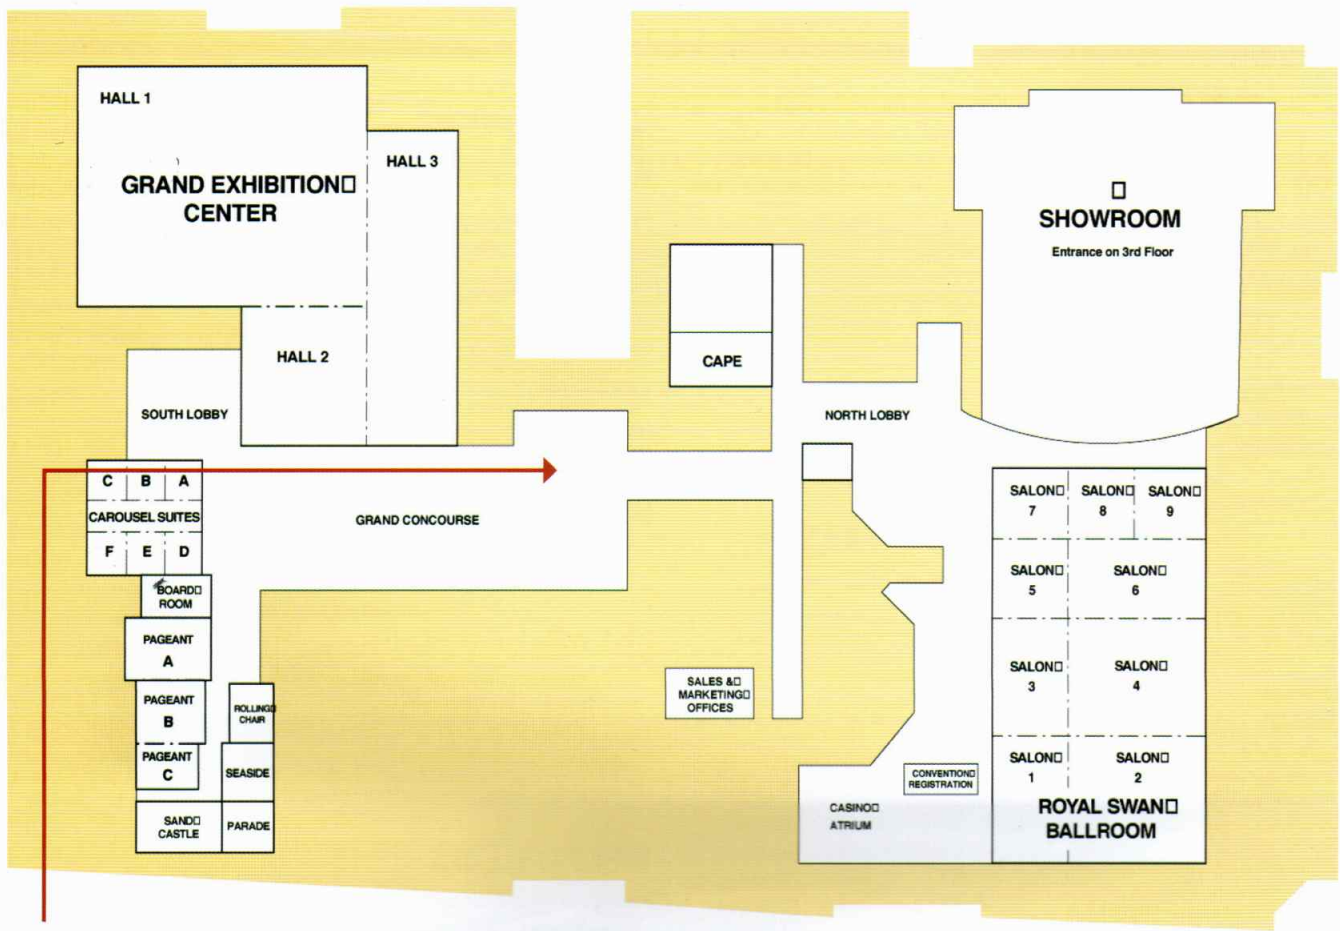 HALL 1
HALL 3
GRAND EXHIBITION□
CENTER
HALL 2
SOUTH LOBBY
□
SHOWROOM
Entrance on 3rd Floor
CAPE
NORTH LOBBY
C B A
CAROUSEL SUITES
F E D
GRAND CONCOURSE
BOARD□
ROOM
PAGEANT
A
PAGEANT
B
PAGEANT
C
ROLLING□
CHAIR
SEASIDE
SAND□
CASTLE
PARADE
SALES &□
MARKETING□
OFFICES
CONVENTION□
REGISTRATION
CASINO□
ATRIUM
SALON□
7
SALON□
8
SALON□
9
SALON□
5
SALON□
6
SALON□
3
SALON□
4
SALON□
1
SALON□
2
ROYAL SWAN□
BALLROOM